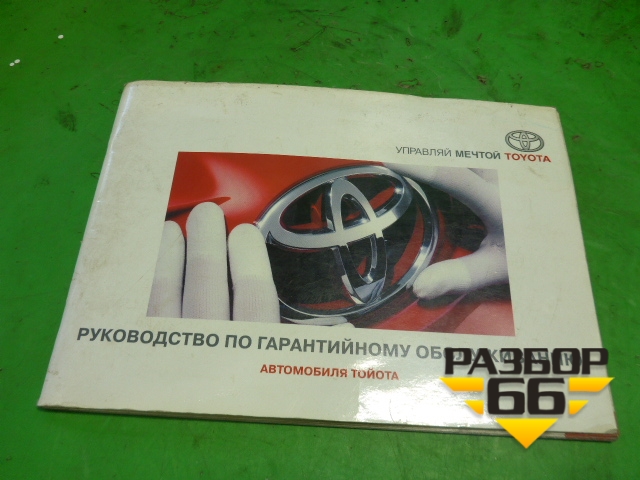 УПРАВЛЯЙ МЕЧТОЙ TOYOTA
РУКОВОДСТВО ПО ГАРАНТИЙНОМУ
АВТОМОБИЛЯ ТОЙОТА
РАЗБОР
66